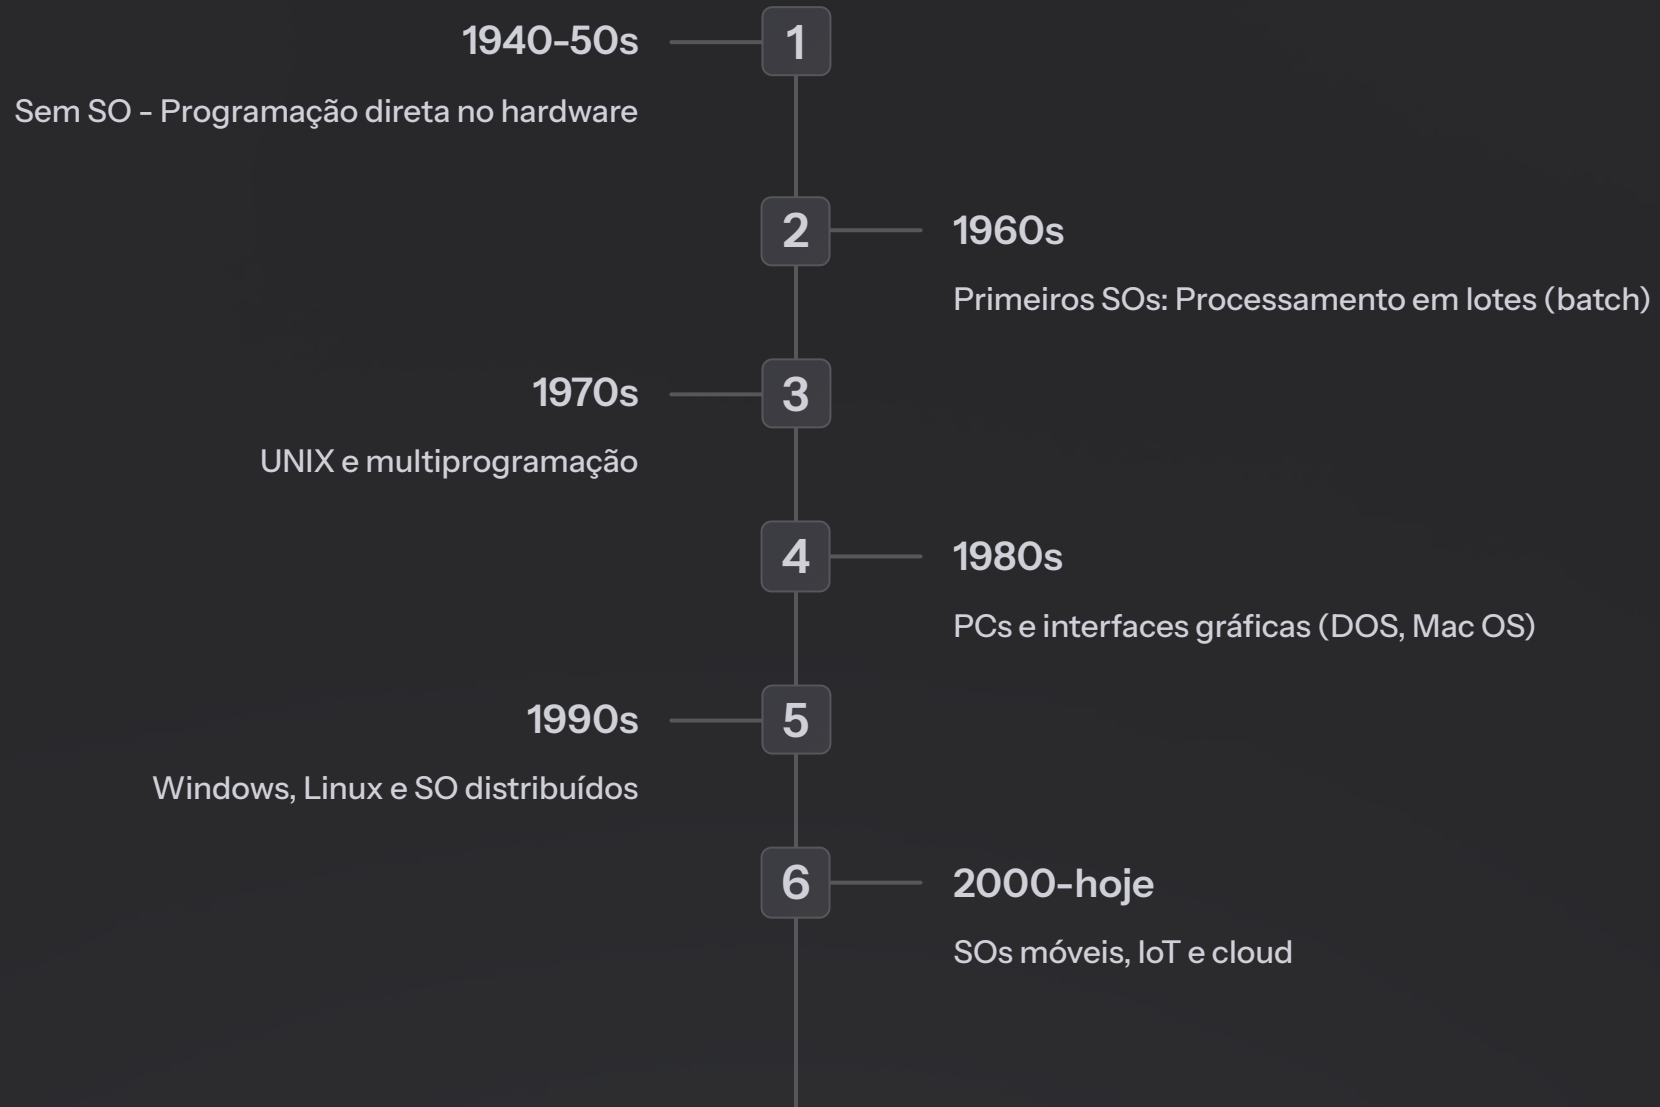 1940-50s
1
Sem SO - Programação direta no hardware
2
1960s
Primeiros SOs: Processamento em lotes (batch)
1970s
3
UNIX e multiprogramação
4
1980s
PCs e interfaces gráficas (DOS, Mac OS)
1990s
5
Windows, Linux e SO distribuídos
6
2000-hoje
SOs móveis, IoT e cloud